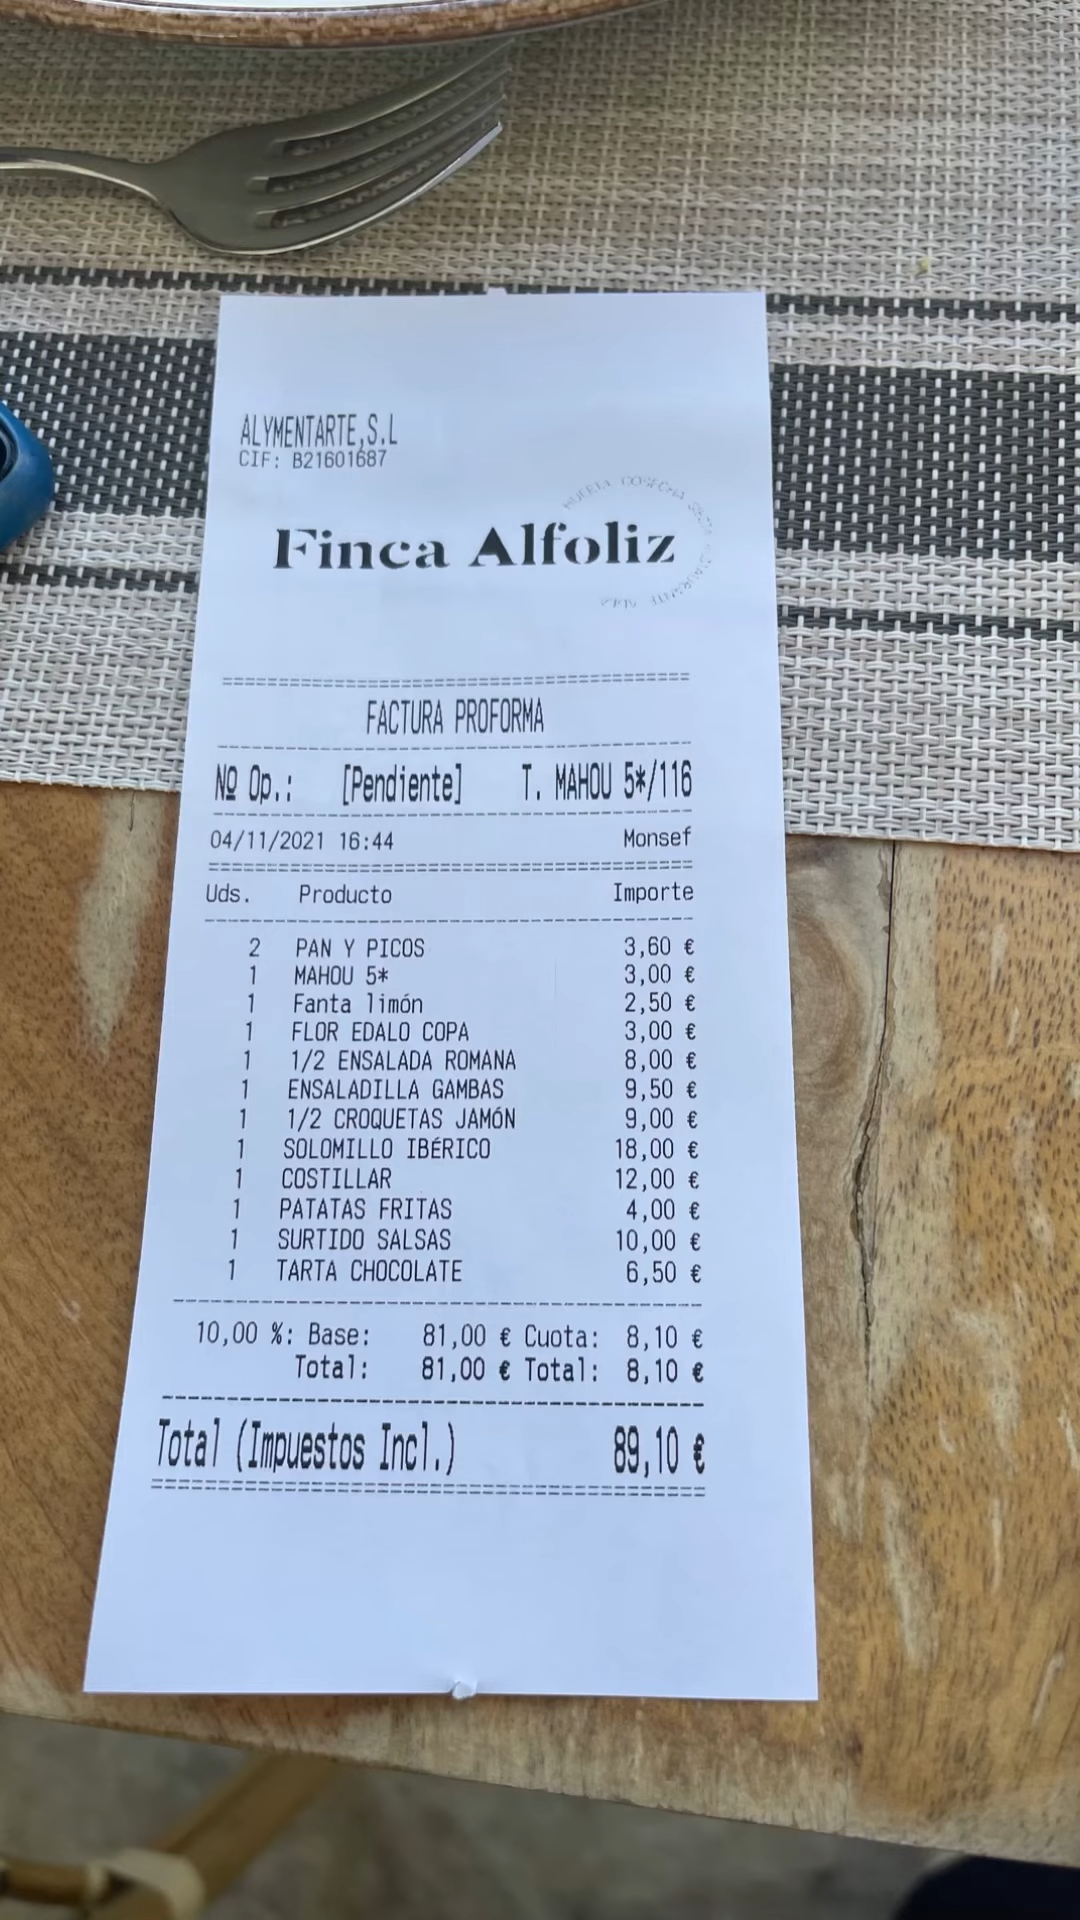 ALYMENTARTE,S.L
CIF: B21601687
HUERTA COSECHA
Finca Alfoliz
RESTAURANTE
FACTURA PROFORMA
Nº Op.: [Pendiente] T. MAHOU 5*/116
04/11/2021 16:44 Monsef
Uds. Producto Importe
2 PAN Y PICOS 3,60 €
1 MAHOU 5* 3,00 €
1 Fanta limón 2,50 €
1 FLOR EDALO COPA 3,00 €
1 1/2 ENSALADA ROMANA 8,00 €
1 ENSALADILLA GAMBAS 9,50 €
1 1/2 CROQUETAS JAMÓN 9,00 €
1 SOLOMILLO IBÉRICO 18,00 €
1 COSTILLAR 12,00 €
1 PATATAS FRITAS 4,00 €
1 SURTIDO SALSAS 10,00 €
1 TARTA CHOCOLATE 6,50 €
10,00 %: Base: 81,00 € Cuota: 8,10 €
Total: 81,00 € Total: 8,10 €
Total (Impuestos Incl.) 89,10 €